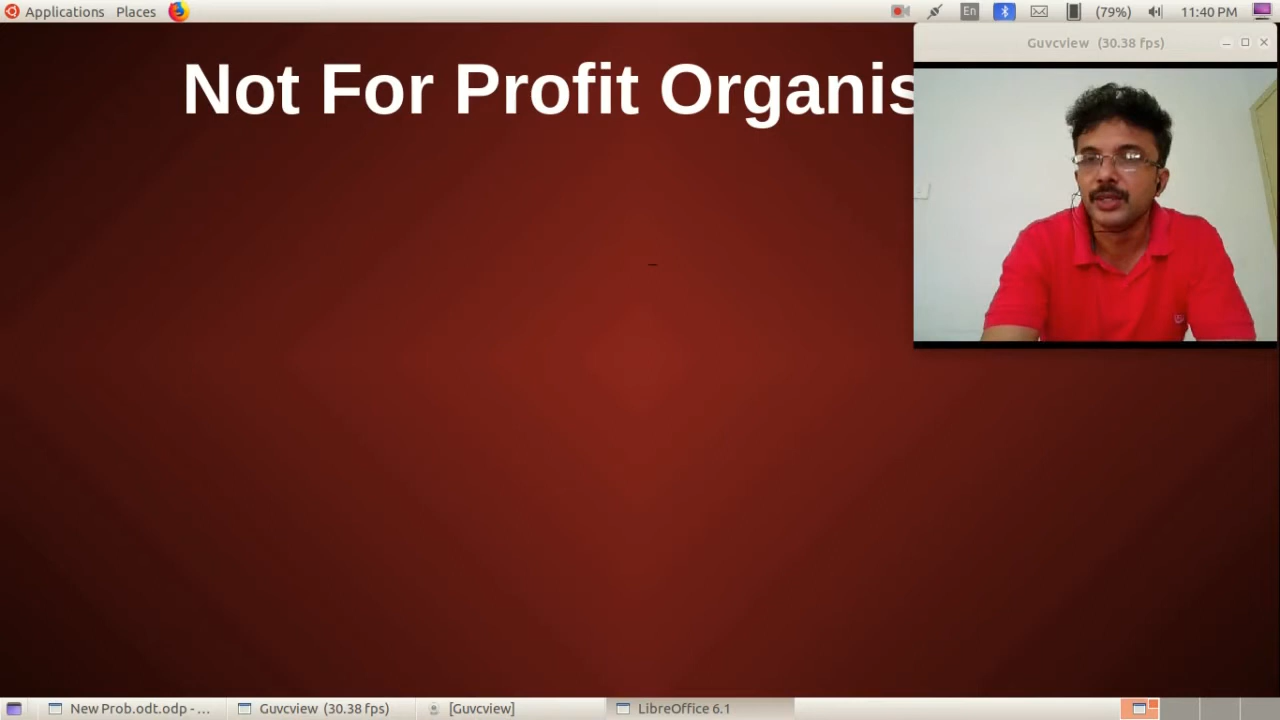 Applications Places En (79%) 11:40 PM
Guvcview (30.38 fps)
Not For Profit Organis
New Prob.odt.odp - ... Guvcview (30.38 fps) [Guvcview] LibreOffice 6.1